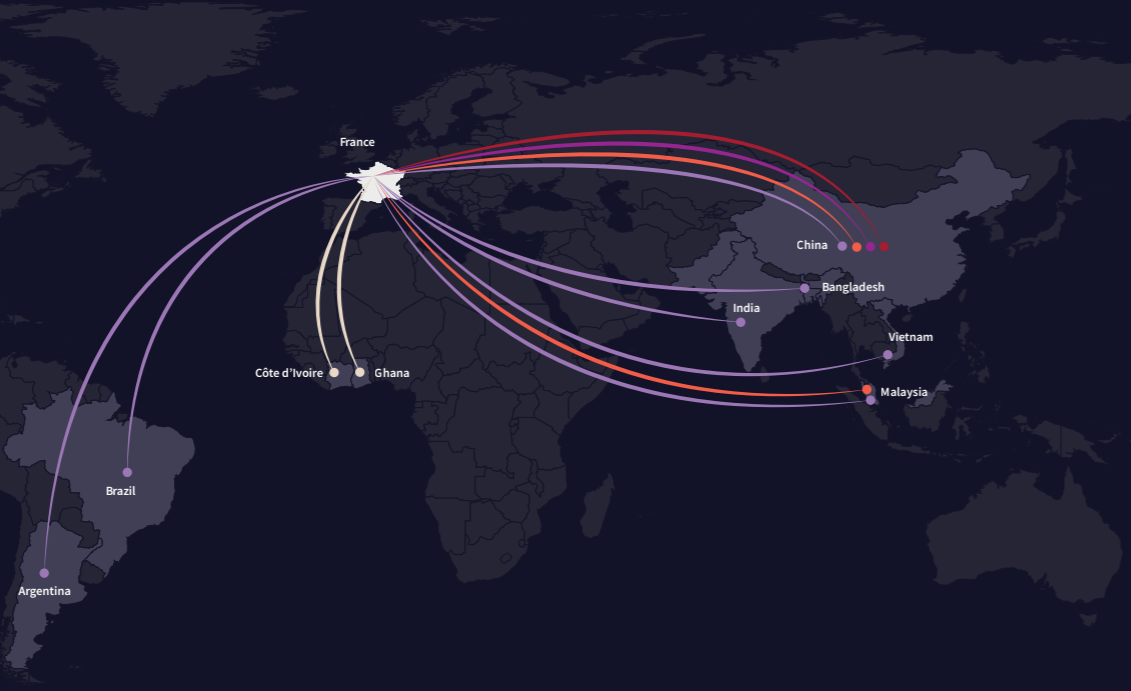 France
China
Bangladesh
India
Vietnam
Côte d'Ivoire
Ghana
Malaysia
Brazil
Argentina